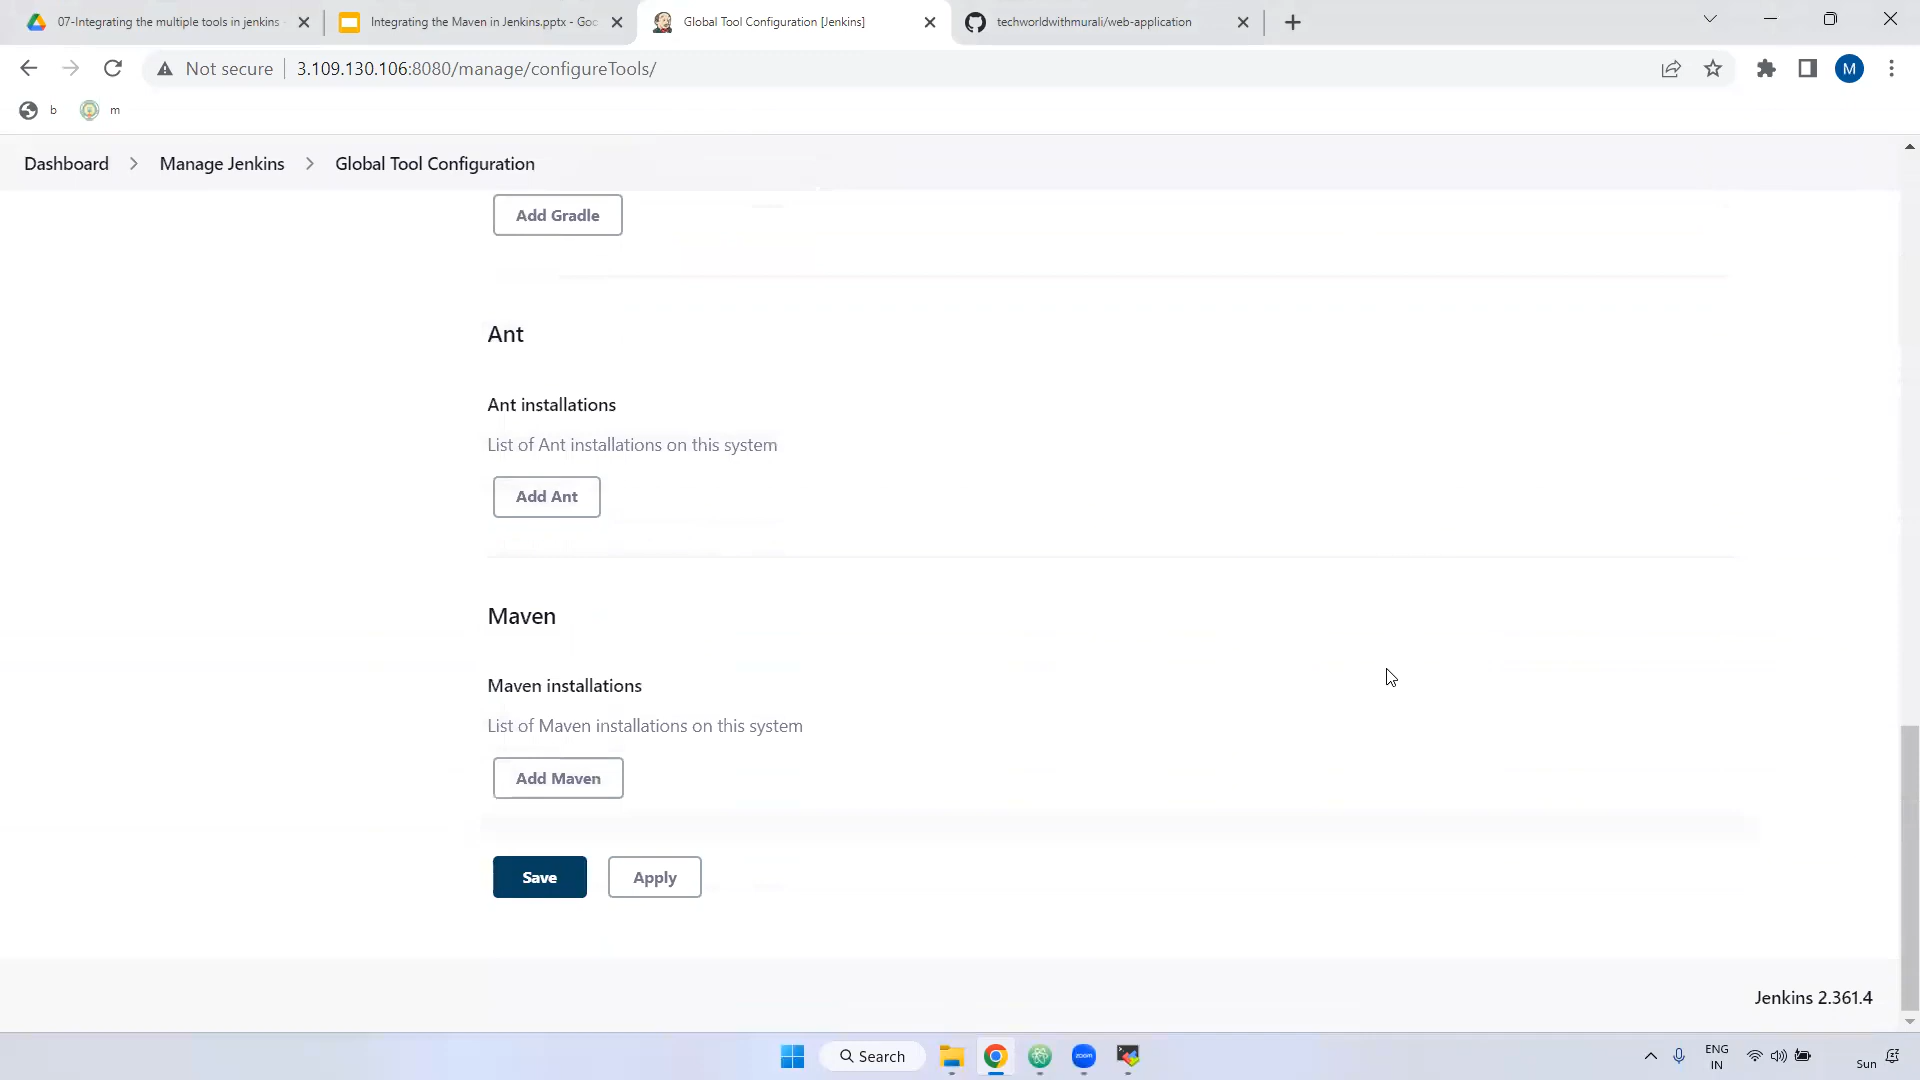 07-Integrating the multiple tools in jenkins
Integrating the Maven in Jenkins.pptx - Goo
Global Tool Configuration [Jenkins]
techworldwithmurali/web-application
Not secure
3.109.130.106:8080/manage/configureTools/
M
b
m
Dashboard
Manage Jenkins
Global Tool Configuration
Add Gradle
Ant
Ant installations
List of Ant installations on this system
Add Ant
Maven
Maven installations
List of Maven installations on this system
Add Maven
Save
Apply
Jenkins 2.361.4
Search
zoom
ENG
IN
Sun